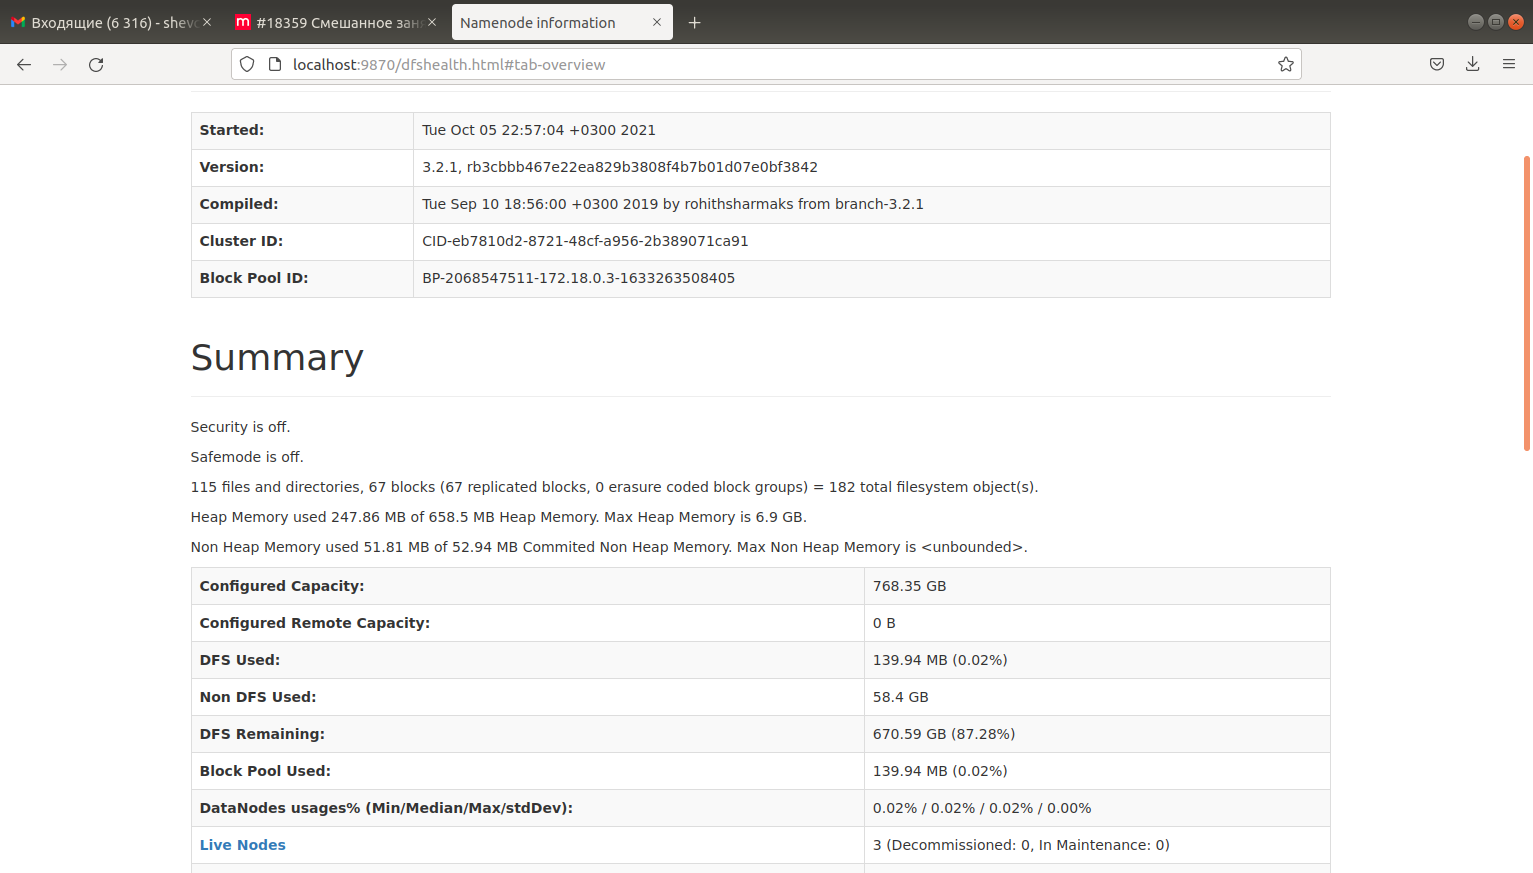 Входящие (6 316) - shevc
#18359 Смешанное заня
Namenode information
localhost:9870/dfshealth.html#tab-overview
Started: Tue Oct 05 22:57:04 +0300 2021
Version: 3.2.1, rb3cbbb467e22ea829b3808f4b7b01d07e0bf3842
Compiled: Tue Sep 10 18:56:00 +0300 2019 by rohithsharmaks from branch-3.2.1
Cluster ID: CID-eb7810d2-8721-48cf-a956-2b389071ca91
Block Pool ID: BP-2068547511-172.18.0.3-1633263508405
Summary
Security is off.
Safemode is off.
115 files and directories, 67 blocks (67 replicated blocks, 0 erasure coded block groups) = 182 total filesystem object(s).
Heap Memory used 247.86 MB of 658.5 MB Heap Memory. Max Heap Memory is 6.9 GB.
Non Heap Memory used 51.81 MB of 52.94 MB Commited Non Heap Memory. Max Non Heap Memory is <unbounded>.
Configured Capacity: 768.35 GB
Configured Remote Capacity: 0 B
DFS Used: 139.94 MB (0.02%)
Non DFS Used: 58.4 GB
DFS Remaining: 670.59 GB (87.28%)
Block Pool Used: 139.94 MB (0.02%)
DataNodes usages% (Min/Median/Max/stdDev): 0.02% / 0.02% / 0.02% / 0.00%
Live Nodes 3 (Decommissioned: 0, In Maintenance: 0)